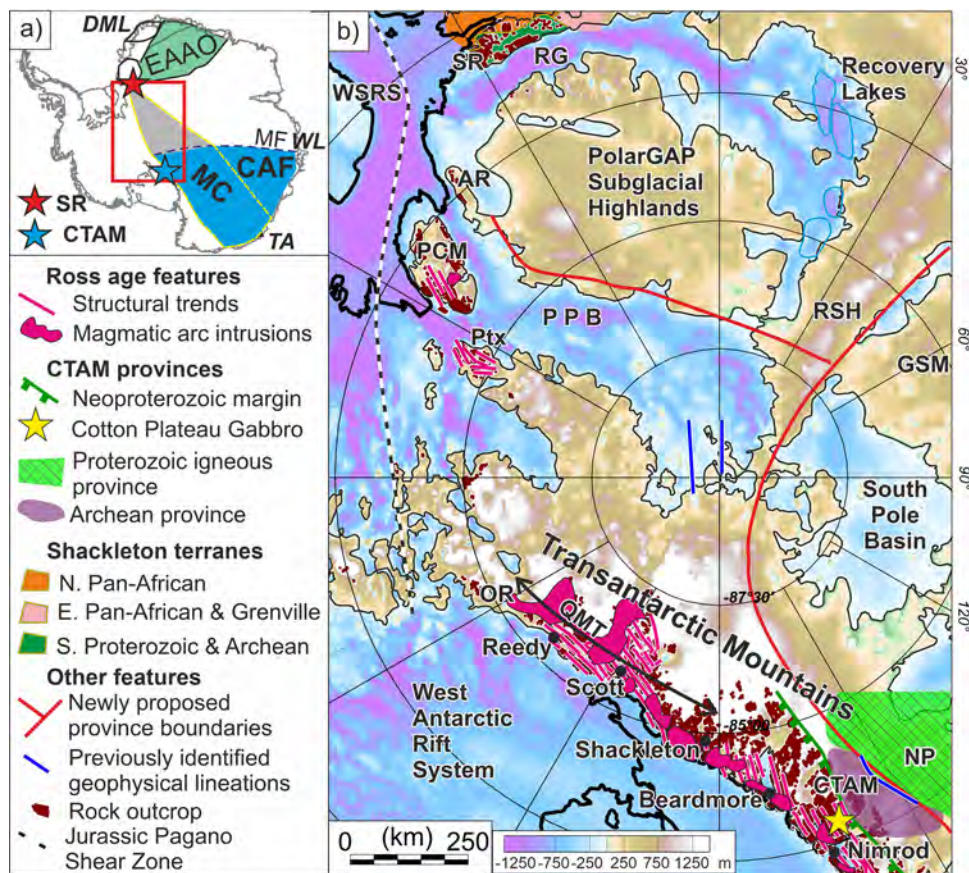 a)
DML
EAAO
MF WL
CAF
MC
SR
CTAM
TA
Ross age features
Structural trends
Magmatic arc intrusions
CTAM provinces
Neoproterozoic margin
Cotton Plateau Gabbro
Proterozoic igneous
province
Archean province
Shackleton terranes
N. Pan-African
E. Pan-African & Grenville
S. Proterozoic & Archean
Other features
Newly proposed
province boundaries
Previously identified
geophysical lineations
Rock outcrop
Jurassic Pagano
Shear Zone
b)
SR
RG
WSRS
Recovery
Lakes
30°
PolarGAP
Subglacial
Highlands
AR
PCM
PPB
RSH
Ptx
60°
GSM
90°
South
Pole
Basin
Transantarctic Mountains
-87°30'
OR
QMT
120°
Reedy
Scott
West
Antarctic
Rift
System
-85°00'
Shackleton
NP
CTAM
Beardmore
Nimrod
0 (km) 250
-1250 -750 -250 250 750 1250 m